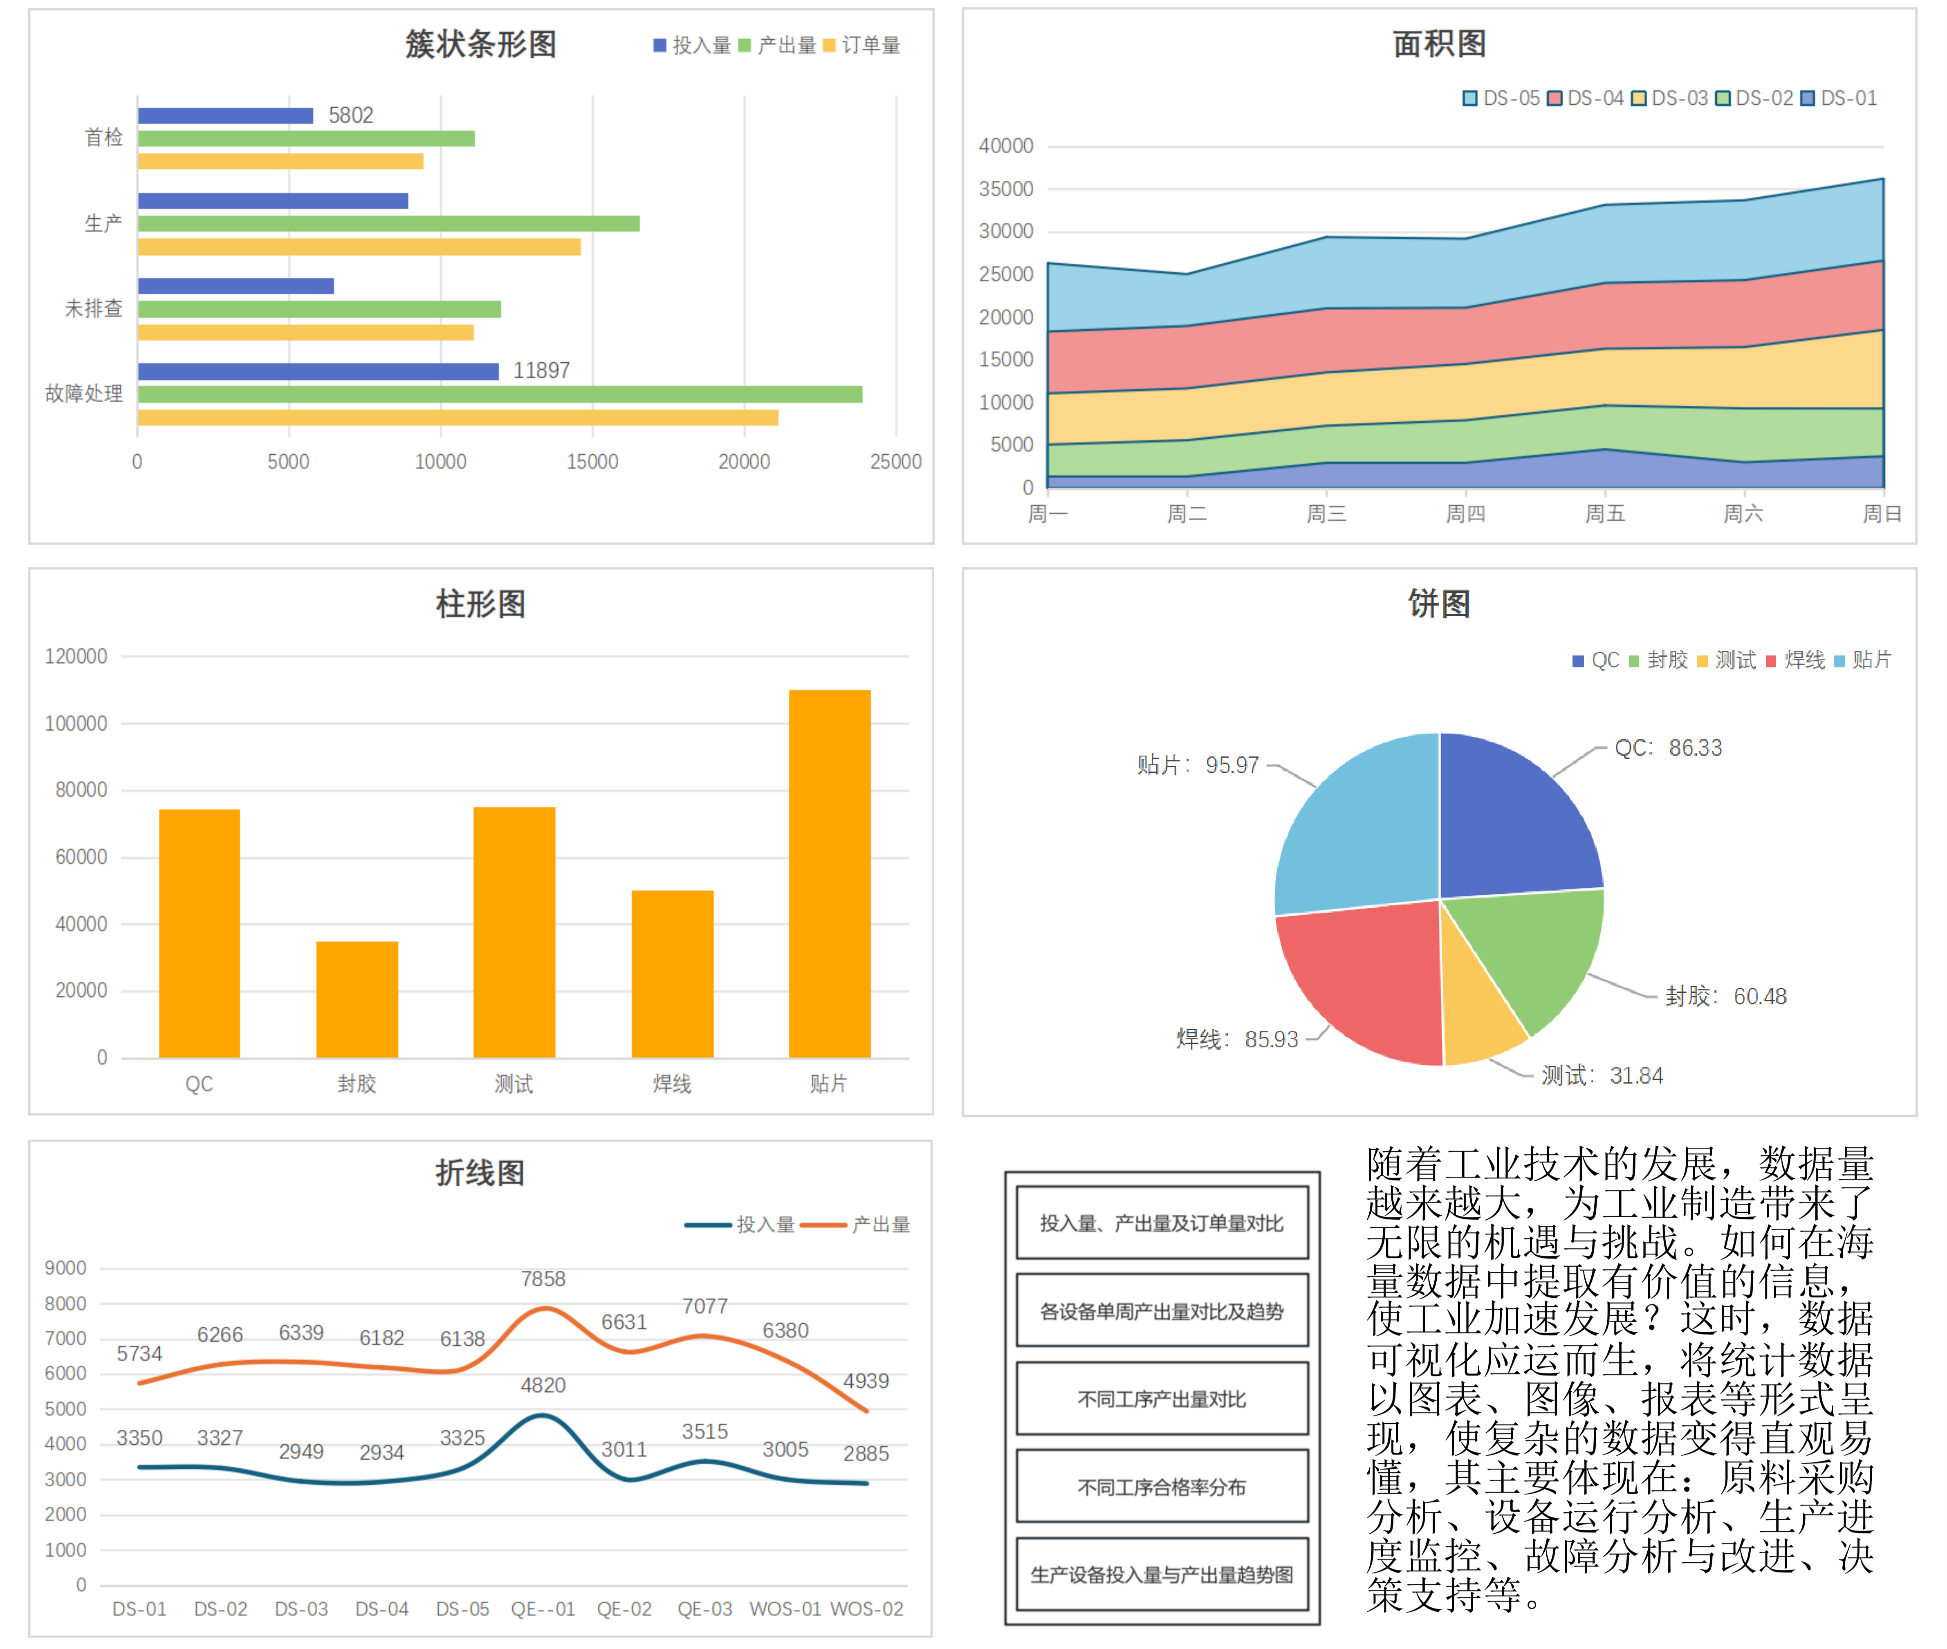 簇状条形图
投入量 产出量 订单量
首检
5802
生产
未排查
故障处理
11897
0 5000 10000 15000 20000 25000
面积图
DS-05 DS-04 DS-03 DS-02 DS-01
40000
35000
30000
25000
20000
15000
10000
5000
0
周一 周二 周三 周四 周五 周六 周日
柱形图
120000
100000
80000
60000
40000
20000
0
QC 封胶 测试 焊线 贴片
饼图
QC 封胶 测试 焊线 贴片
QC：86.33
贴片：95.97
封胶：60.48
焊线：85.93
测试：31.84
折线图
投入量 产出量
9000
8000
7000
6000
5000
4000
3000
2000
1000
0
5734 6266 6339 6182 6138 7858 6631 7077 6380 4939
3350 3327 2949 2934 3325 4820 3011 3515 3005 2885
DS-01 DS-02 DS-03 DS-04 DS-05 QE--01 QE-02 QE-03 WOS-01 WOS-02
投入量、产出量及订单量对比
各设备单周产出量对比及趋势
不同工序产出量对比
不同工序合格率分布
生产设备投入量与产出量趋势图
随着工业技术的发展，数据量
越来越大，为工业制造带来了
无限的机遇与挑战。如何在海
量数据中提取有价值的信息，
使工业加速发展？这时，数据
可视化应运而生，将统计数据
以图表、图像、报表等形式呈
现，使复杂的数据变得直观易
懂，其主要体现在：原料采购
分析、设备运行分析、生产进
度监控、故障分析与改进、决
策支持等。